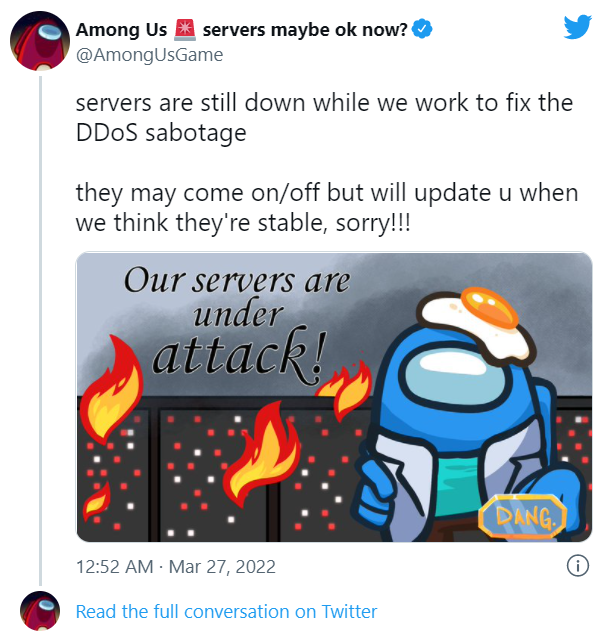 Among Us 🚨 servers maybe ok now?
@AmongUsGame
servers are still down while we work to fix the
DDoS sabotage
they may come on/off but will update u when
we think they're stable, sorry!!!
Our servers are
under
attack!
DANG.
12:52 AM · Mar 27, 2022
Read the full conversation on Twitter